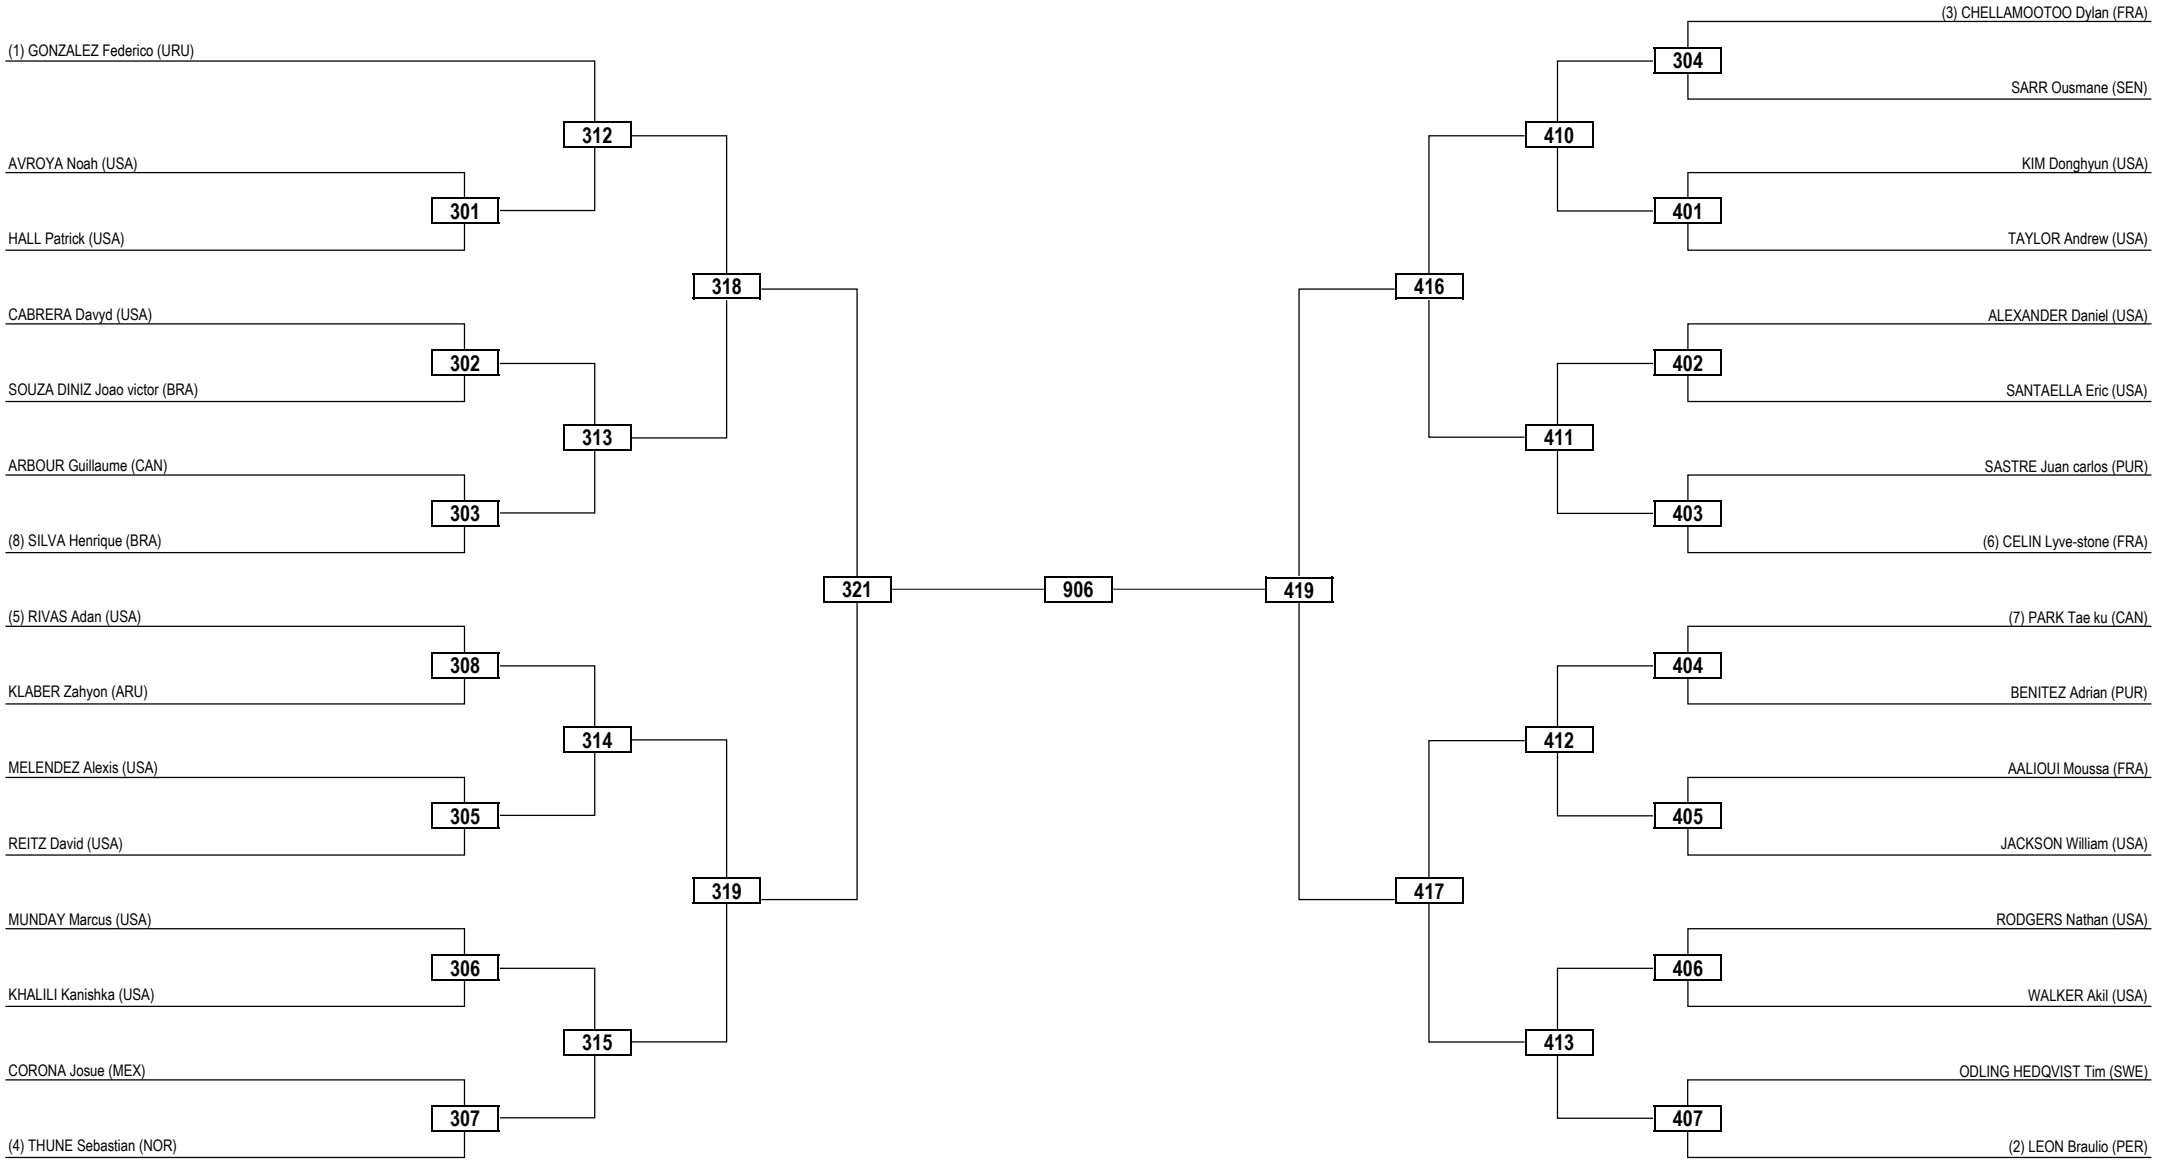 (3) CHELLAMOOTOO Dylan (FRA)
(1) GONZALEZ Federico (URU)
304
SARR Ousmane (SEN)
312
410
AVROYA Noah (USA)
KIM Donghyun (USA)
301
401
HALL Patrick (USA)
TAYLOR Andrew (USA)
318
416
CABRERA Davyd (USA)
ALEXANDER Daniel (USA)
302
402
SOUZA DINIZ Joao victor (BRA)
SANTAELLA Eric (USA)
313
411
ARBOUR Guillaume (CAN)
SASTRE Juan carlos (PUR)
303
403
(8) SILVA Henrique (BRA)
(6) CELIN Lyve-stone (FRA)
321
906
419
(5) RIVAS Adan (USA)
(7) PARK Tae ku (CAN)
308
404
KLABER Zahyon (ARU)
BENITEZ Adrian (PUR)
314
412
MELENDEZ Alexis (USA)
AALIOUI Moussa (FRA)
305
405
REITZ David (USA)
JACKSON William (USA)
319
417
MUNDAY Marcus (USA)
RODGERS Nathan (USA)
306
406
KHALILI Kanishka (USA)
WALKER Akil (USA)
315
413
CORONA Josue (MEX)
ODLING HEDQVIST Tim (SWE)
307
407
(4) THUNE Sebastian (NOR)
(2) LEON Braulio (PER)